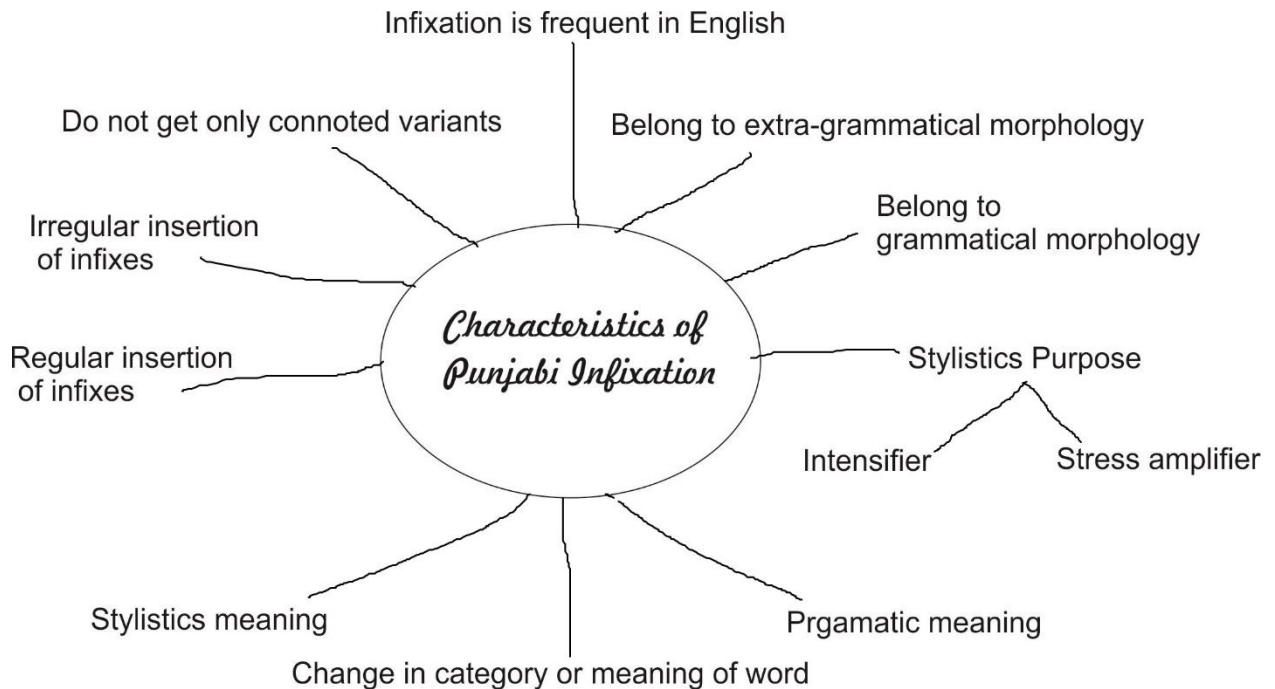 Infixation is frequent in English
Do not get only connoted variants
Belong to extra-grammatical morphology
Irregular insertion
of infixes
Belong to
grammatical morphology
Characteristics of
Punjabi Infixation
Regular insertion
of infixes
Stylistics Purpose
Intensifier
Stress amplifier
Stylistics meaning
Prgamatic meaning
Change in category or meaning of word